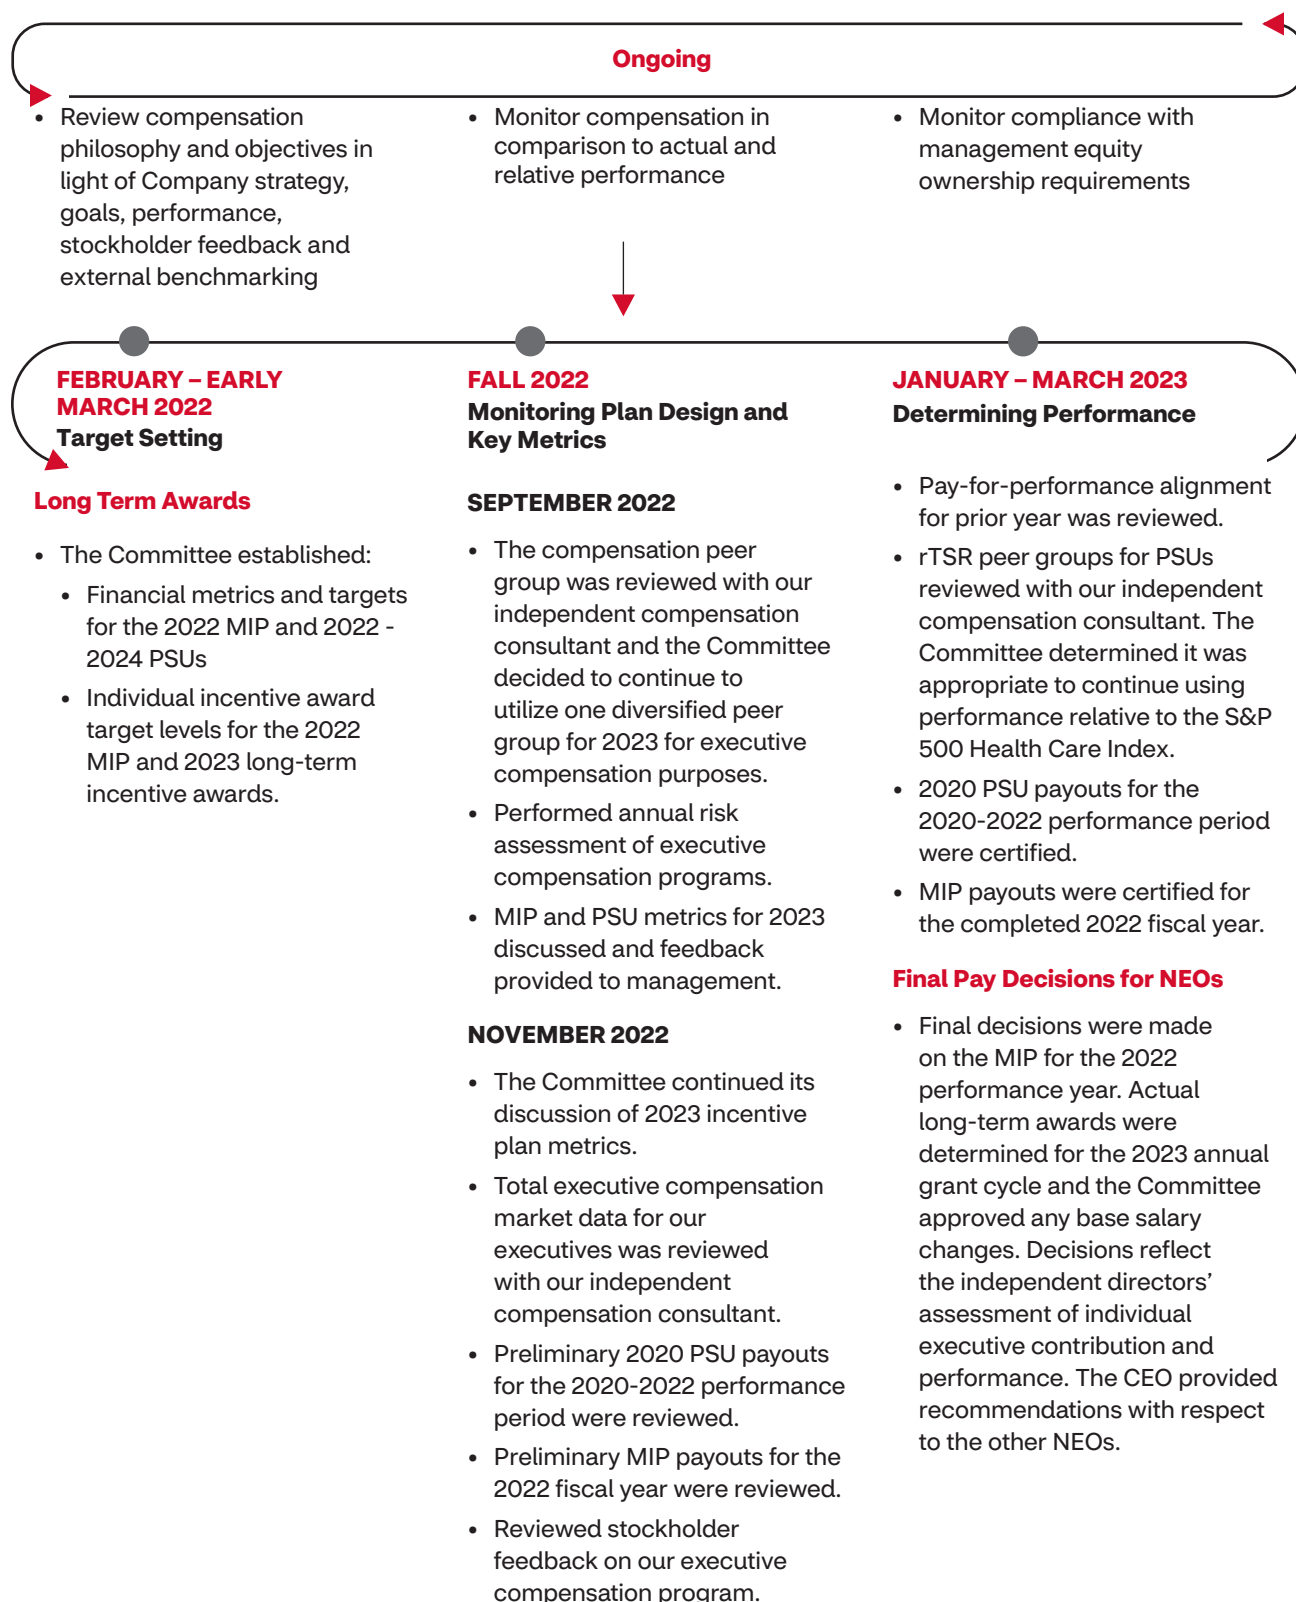 Ongoing
• Review compensation
philosophy and objectives in
light of Company strategy,
goals, performance,
stockholder feedback and
external benchmarking
• Monitor compensation in
comparison to actual and
relative performance
• Monitor compliance with
management equity
ownership requirements
FEBRUARY – EARLY
MARCH 2022
Target Setting
Long Term Awards
• The Committee established:
• Financial metrics and targets
for the 2022 MIP and 2022 -
2024 PSUs
• Individual incentive award
target levels for the 2022
MIP and 2023 long-term
incentive awards.
FALL 2022
Monitoring Plan Design and
Key Metrics
SEPTEMBER 2022
• The compensation peer
group was reviewed with our
independent compensation
consultant and the Committee
decided to continue to
utilize one diversified peer
group for 2023 for executive
compensation purposes.
• Performed annual risk
assessment of executive
compensation programs.
• MIP and PSU metrics for 2023
discussed and feedback
provided to management.
NOVEMBER 2022
• The Committee continued its
discussion of 2023 incentive
plan metrics.
• Total executive compensation
market data for our
executives was reviewed
with our independent
compensation consultant.
• Preliminary 2020 PSU payouts
for the 2020-2022 performance
period were reviewed.
• Preliminary MIP payouts for the
2022 fiscal year were reviewed.
• Reviewed stockholder
feedback on our executive
compensation program.
JANUARY – MARCH 2023
Determining Performance
• Pay-for-performance alignment
for prior year was reviewed.
• rTSR peer groups for PSUs
reviewed with our independent
compensation consultant. The
Committee determined it was
appropriate to continue using
performance relative to the S&P
500 Health Care Index.
• 2020 PSU payouts for the
2020-2022 performance period
were certified.
• MIP payouts were certified for
the completed 2022 fiscal year.
Final Pay Decisions for NEOs
• Final decisions were made
on the MIP for the 2022
performance year. Actual
long-term awards were
determined for the 2023 annual
grant cycle and the Committee
approved any base salary
changes. Decisions reflect
the independent directors’
assessment of individual
executive contribution and
performance. The CEO provided
recommendations with respect
to the other NEOs.